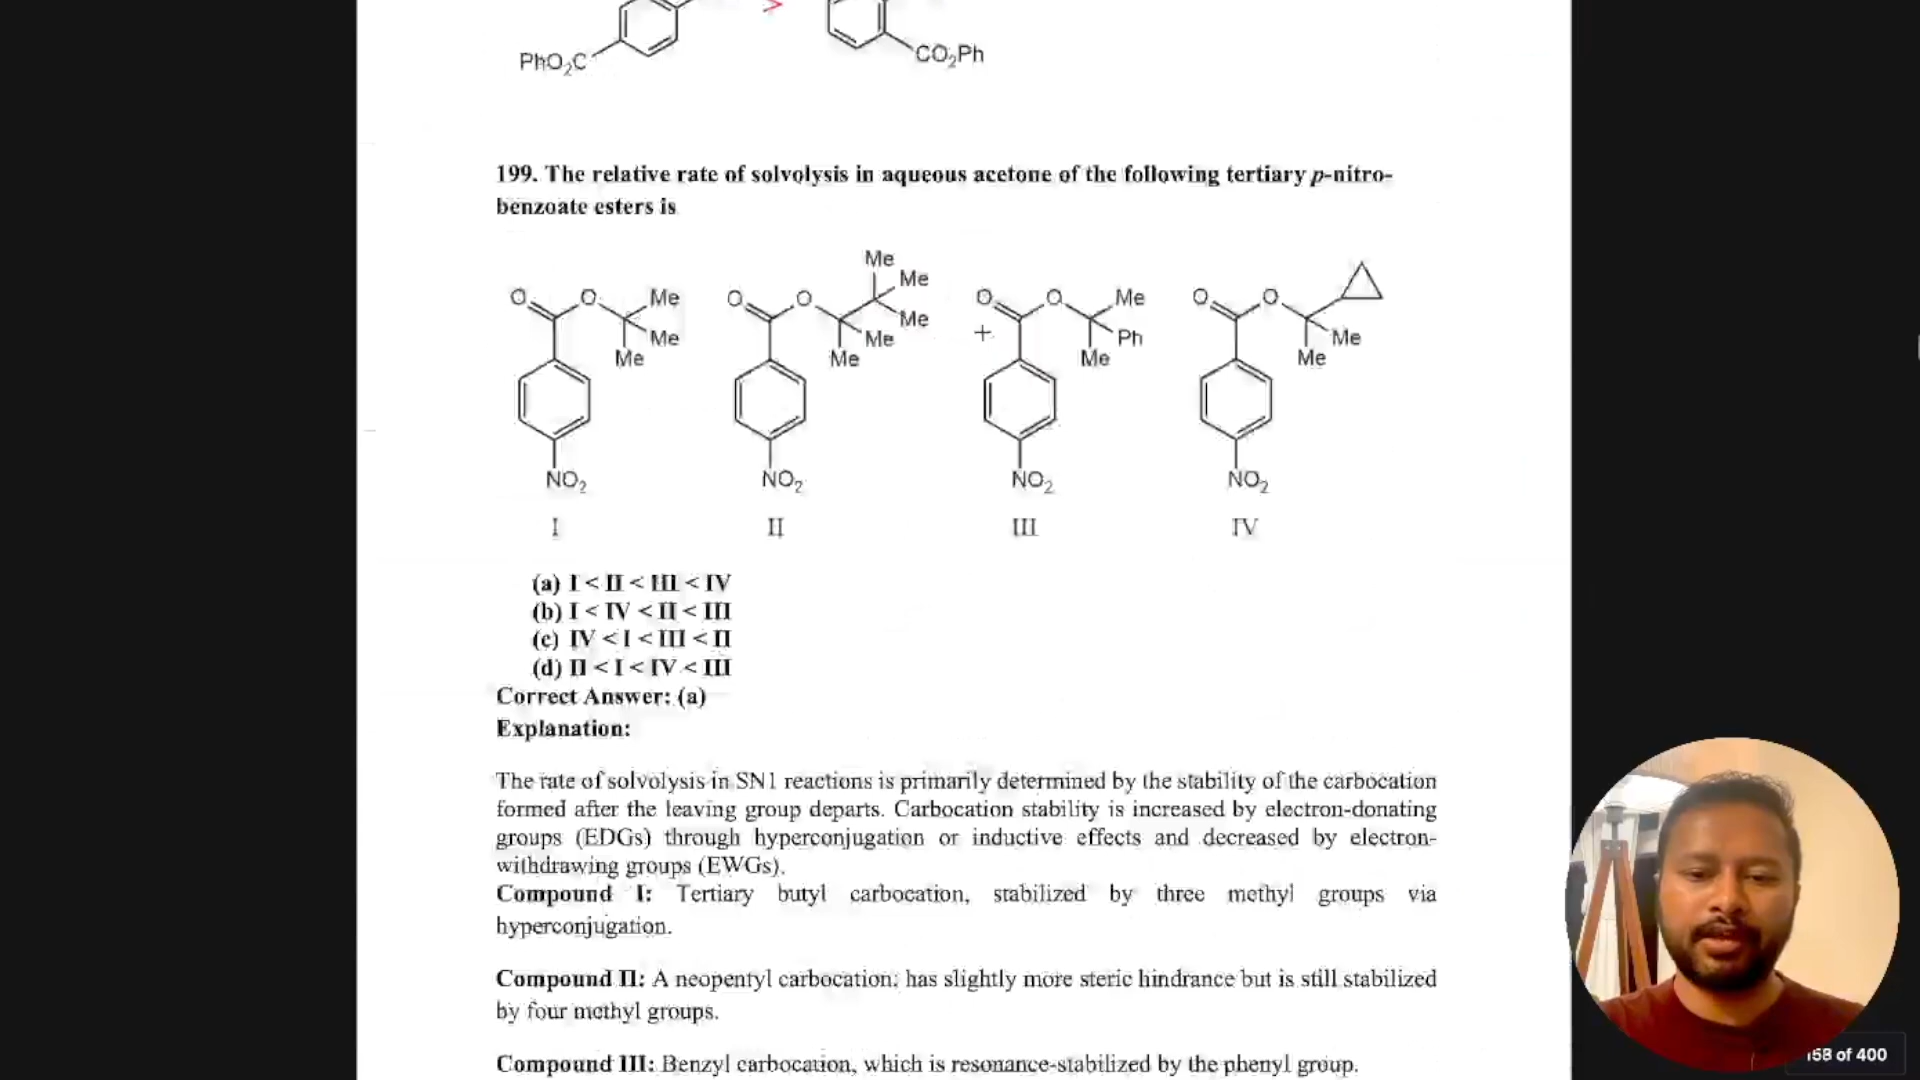 PhO₂C
>
CO₂Ph
199. The relative rate of solvolysis in aqueous acetone of the following tertiary p-nitro-
benzoate esters is
O O Me Me Me
NO₂
I
O O Me Me Me Me Me
NO₂
II
+ O O Me Ph Me
NO₂
III
O O Me Me
NO₂
IV
(a) I < II < III < IV
(b) I < IV < II < III
(c) IV < I < III < II
(d) II < I < IV < III
Correct Answer: (a)
Explanation:
The rate of solvolysis in SN1 reactions is primarily determined by the stability of the carbocation
formed after the leaving group departs. Carbocation stability is increased by electron-donating
groups (EDGs) through hyperconjugation or inductive effects and decreased by electron-
withdrawing groups (EWGs).
Compound I: Tertiary butyl carbocation, stabilized by three methyl groups via
hyperconjugation.
Compound II: A neopentyl carbocation; has slightly more steric hindrance but is still stabilized
by four methyl groups.
Compound III: Benzyl carbocation, which is resonance-stabilized by the phenyl group.
158 of 400